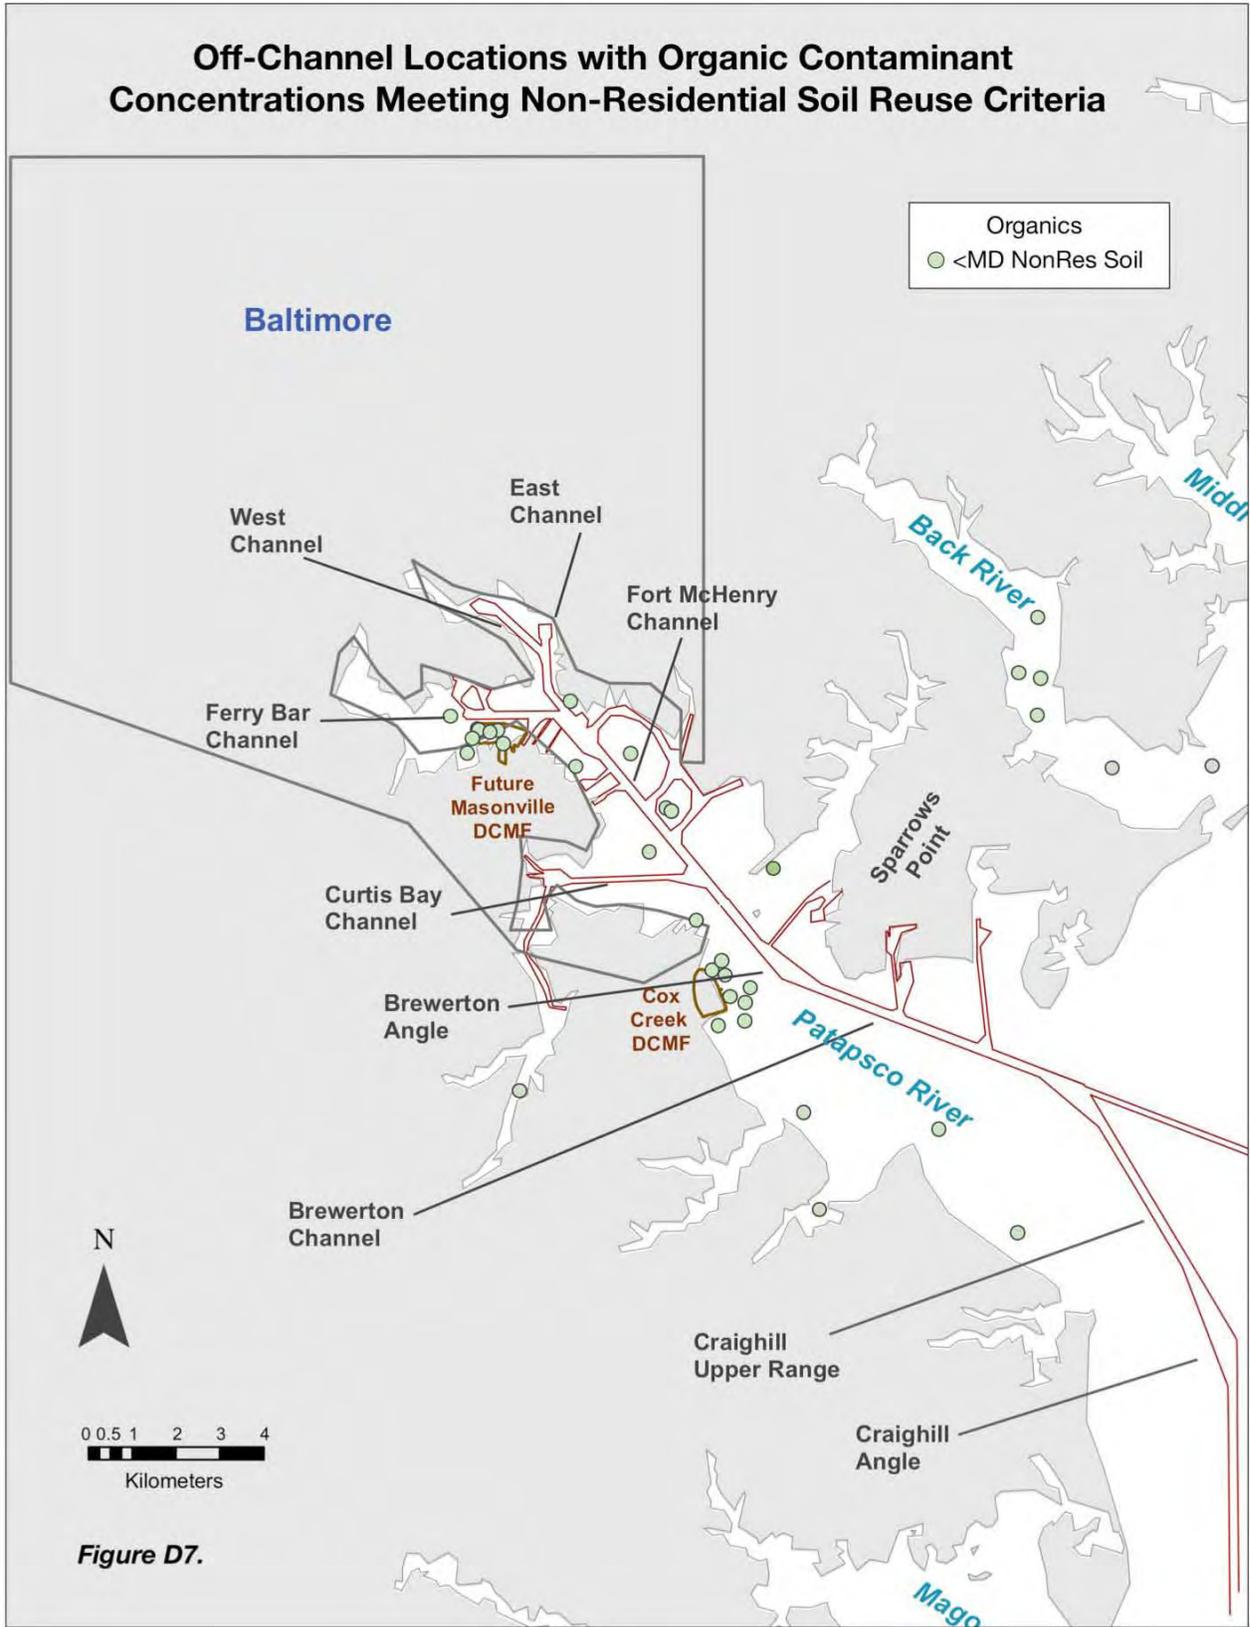 Off-Channel Locations with Organic Contaminant
Concentrations Meeting Non-Residential Soil Reuse Criteria
Organics
<MD NonRes Soil
Baltimore
East
Channel
West
Channel
Middl
Back River
Fort McHenry
Channel
Ferry Bar
Channel
Future
Masonville
DCMF
Sparrows
Point
Curtis Bay
Channel
Brewerton
Angle
Cox
Creek
DCMF
Patapsco River
Brewerton
Channel
N
Craighill
Upper Range
Craighill
Angle
0 0.5 1 2 3 4
Kilometers
Figure D7.
Mago